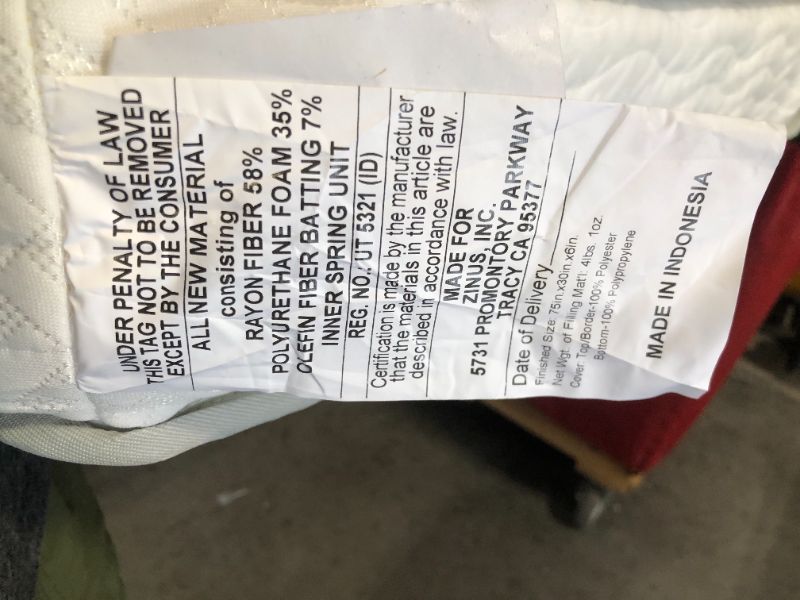 UNDER PENALTY OF LAW
THIS TAG NOT TO BE REMOVED
EXCEPT BY THE CONSUMER
ALL NEW MATERIAL
consisting of
RAYON FIBER 58%
POLYURETHANE FOAM 35%
OLEFIN FIBER BATTING 7%
INNER SPRING UNIT
REG. NO.:UT 5321 (ID)
Certification is made by the manufacturer
that the materials in this article are
described in accordance with law.
MADE FOR
ZINUS, INC.
5731 PROMONTORY PARKWAY
TRACY CA 95377
Date of Delivery
Finished Size: 75in.x30in.x6in.
Net Wgt. of Filling Mat'l: 4lbs. 1oz.
Cover: Top/Border-100% Polyester
Bottom-100% Polypropylene
MADE IN INDONESIA